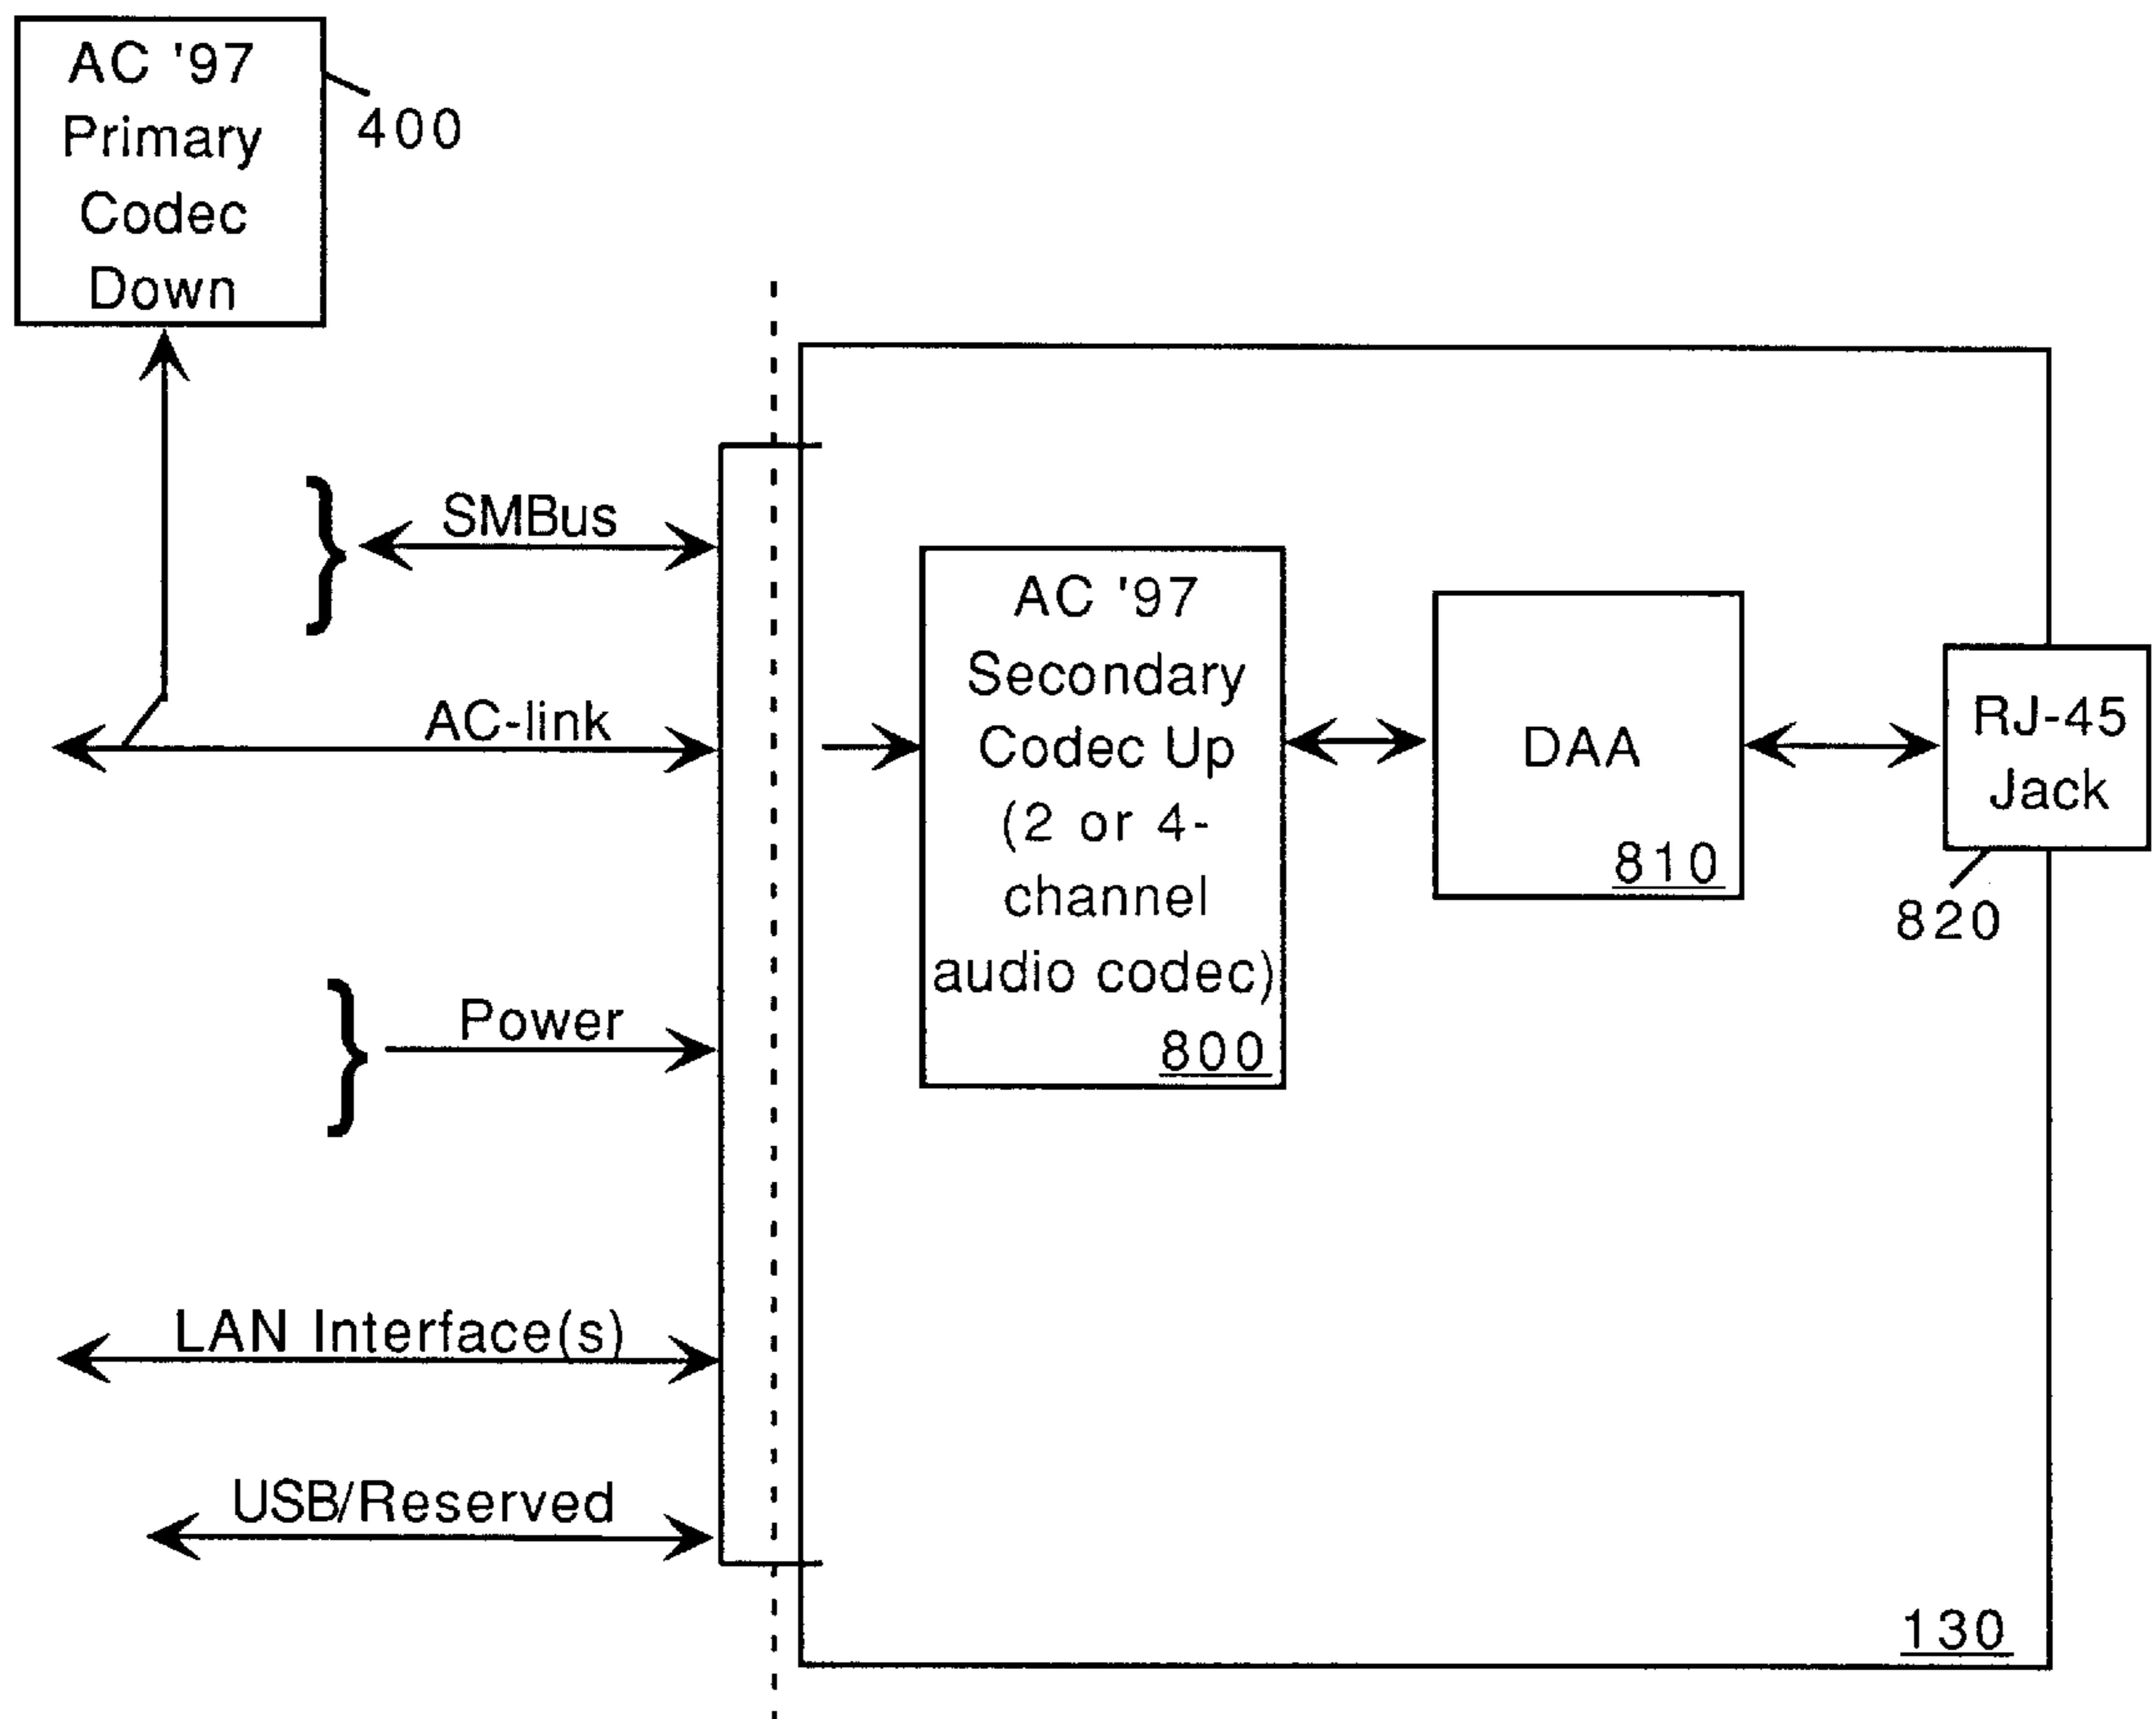 AC '97
Primary
Codec
Down
400
SMBus
AC-link
Power
LAN Interface(s)
USB/Reserved
AC '97
Secondary
Codec Up
(2 or 4-
channel
audio codec)
800
DAA
810
RJ-45
Jack
820
130